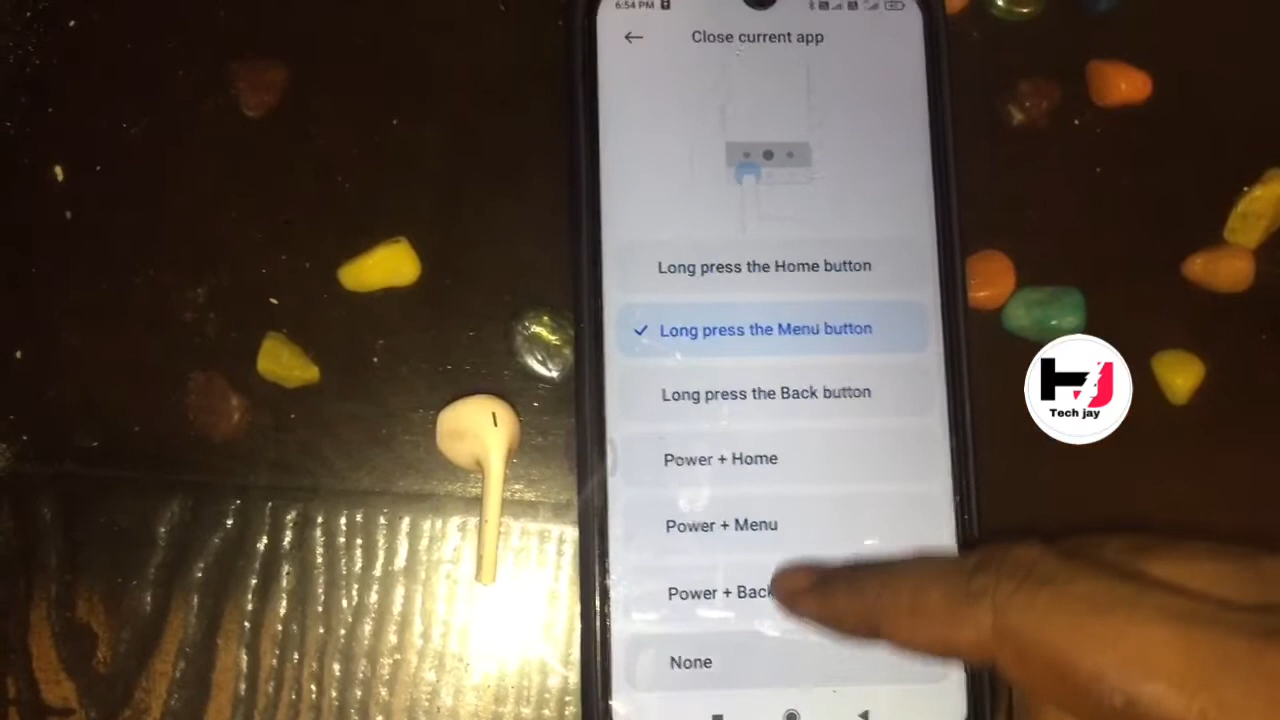 6:54 PM
Close current app
Long press the Home button
Long press the Menu button
Long press the Back button
Power + Home
Power + Menu
Power + Back
None
HJ
Tech jay